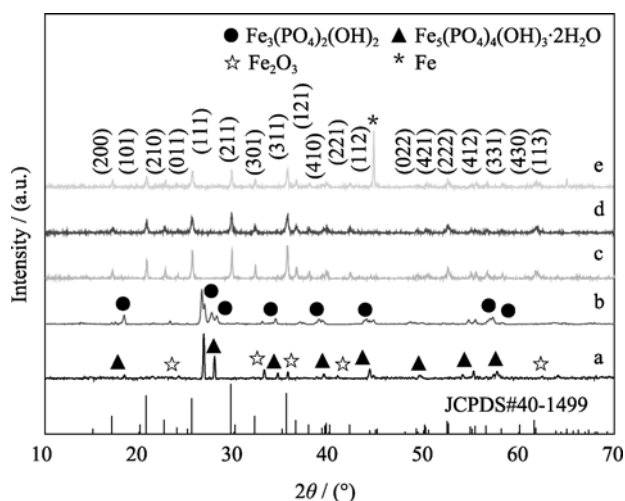 ● Fe₃(PO₄)₂(OH)₂ ▲ Fe₅(PO₄)₄(OH)₃·2H₂O
☆ Fe₂O₃ * Fe
(200) (101) (210) (011) (111) (211) (301) (311) (121) (410) (221) (112) (022) (421) (222) (412) (331) (430) (113)
*
e
d
c
b
a
JCPDS#40-1499
Intensity / (a.u.)
10 20 30 40 50 60 70
2θ / (°)